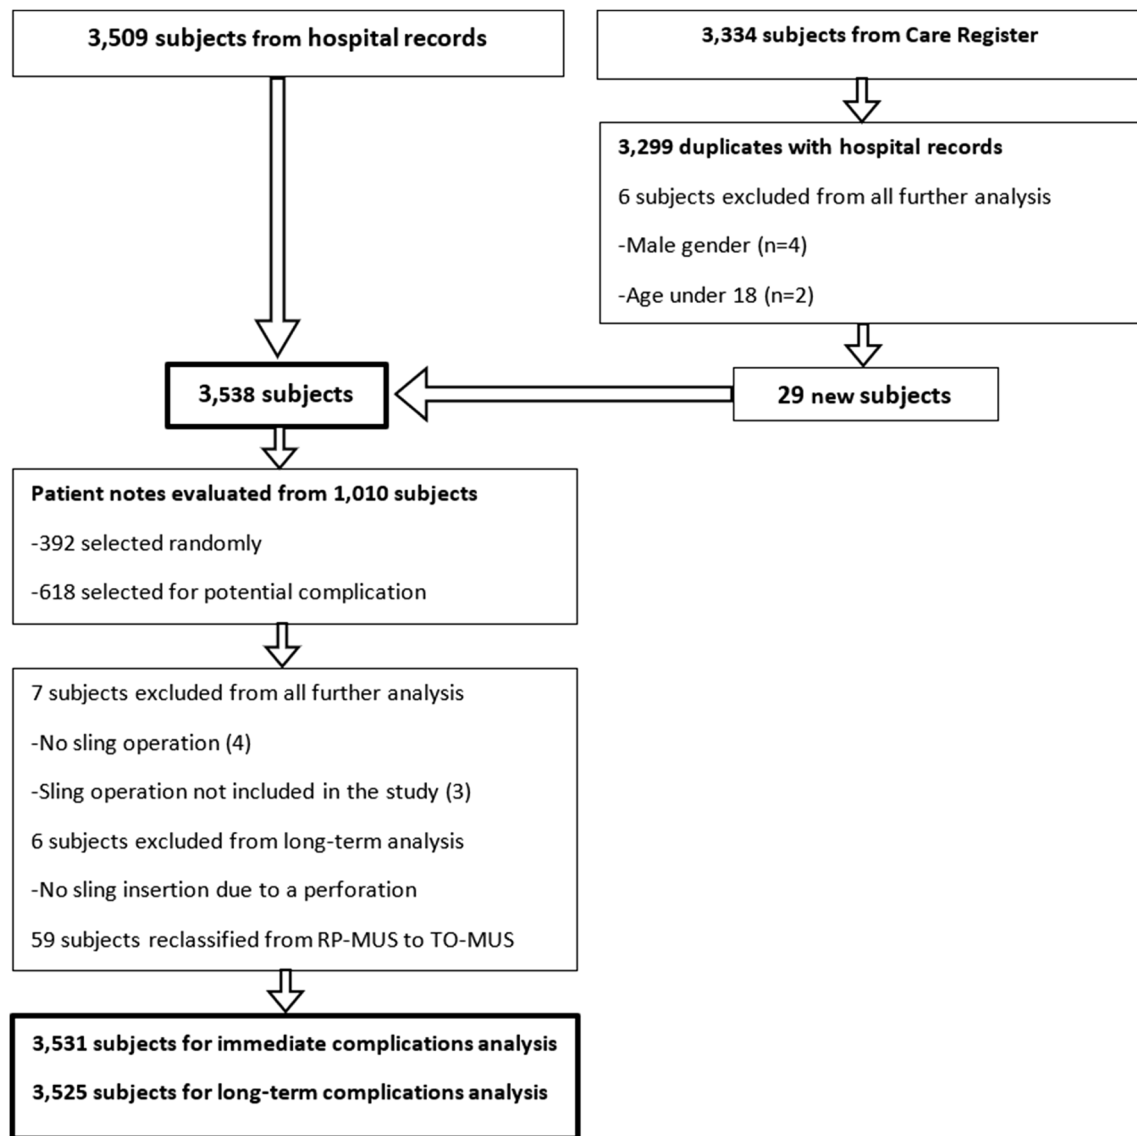 3,509 subjects from hospital records
3,334 subjects from Care Register
3,299 duplicates with hospital records
6 subjects excluded from all further analysis
-Male gender (n=4)
-Age under 18 (n=2)
3,538 subjects
29 new subjects
Patient notes evaluated from 1,010 subjects
-392 selected randomly
-618 selected for potential complication
7 subjects excluded from all further analysis
-No sling operation (4)
-Sling operation not included in the study (3)
6 subjects excluded from long-term analysis
-No sling insertion due to a perforation
59 subjects reclassified from RP-MUS to TO-MUS
3,531 subjects for immediate complications analysis
3,525 subjects for long-term complications analysis